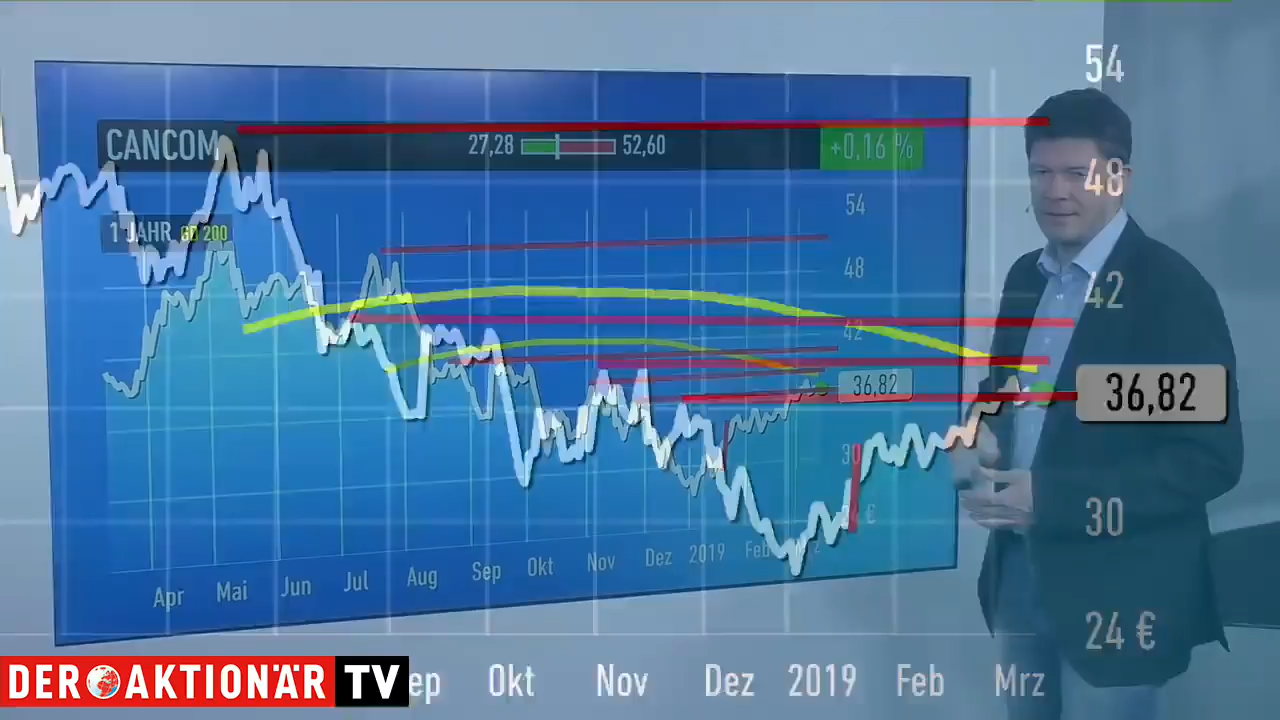 54
CANCOM 27,28 52,60 +0,16 %
48
1 JAHR GD 200
54
48
42
42
36,82
36,82
30
30
€
24 €
Apr Mai Jun Jul Aug Sep Okt Nov Dez 2019 Feb
DER AKTIONÄR TV
ep Okt Nov Dez 2019 Feb Mrz